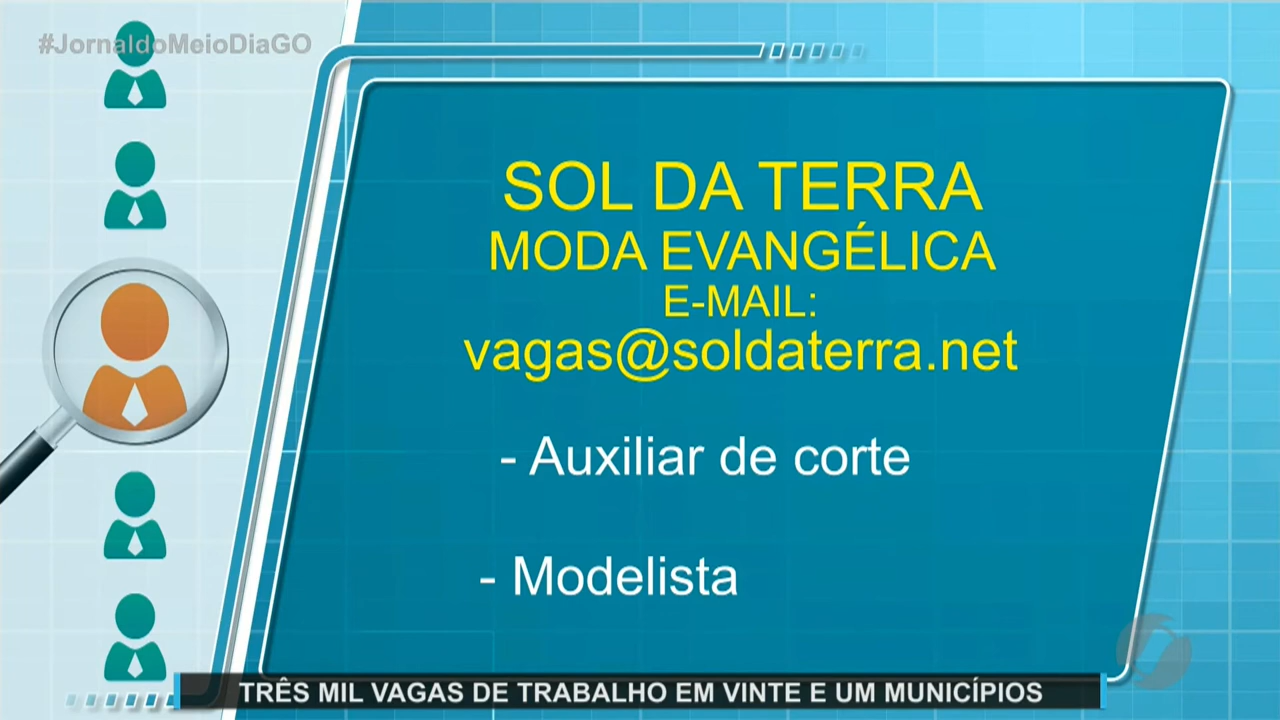 #JornaldoMeioDiaGO
SOL DA TERRA
MODA EVANGÉLICA
E-MAIL:
vagas@soldaterra.net
- Auxiliar de corte
- Modelista
TRÊS MIL VAGAS DE TRABALHO EM VINTE E UM MUNICÍPIOS